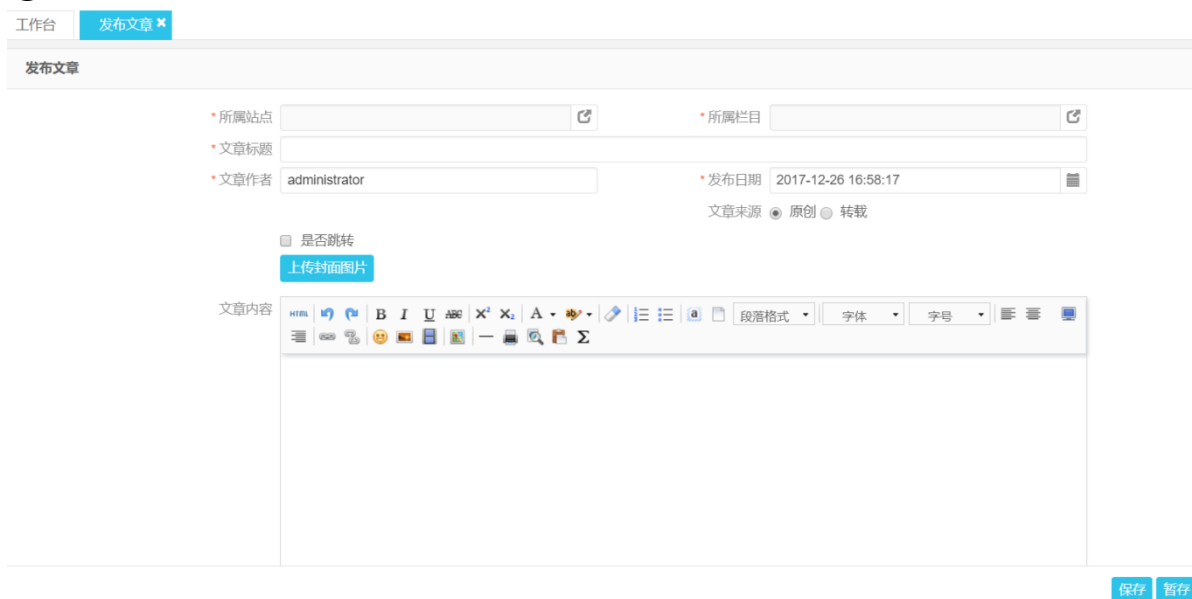 工作台 发布文章 ✖
发布文章
* 所属站点 * 所属栏目
* 文章标题
* 文章作者 administrator * 发布日期 2017-12-26 16:58:17
文章来源 原创 转载
是否跳转
上传封面图片
文章内容 HTML B I U ABC X² X₂ A ab a 段落格式 字体 字号
Σ
保存 暂存